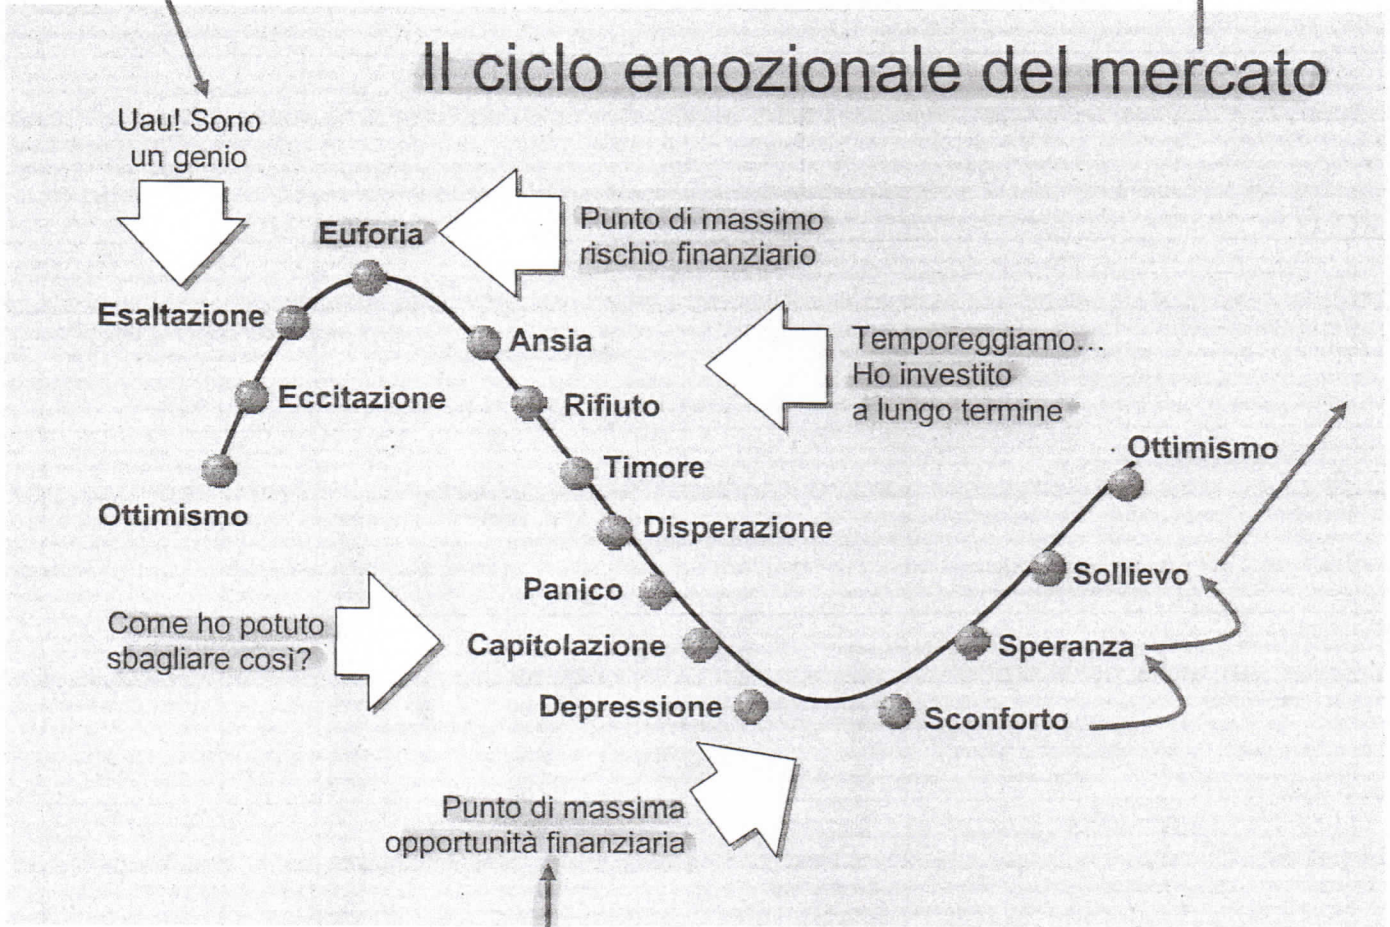 Il ciclo emozionale del mercato
Uau! Sono
un genio
Euforia
Punto di massimo
rischio finanziario
Esaltazione
Ansia
Temporeggiamo...
Ho investito
a lungo termine
Eccitazione
Rifiuto
Ottimismo
Timore
Ottimismo
Disperazione
Panico
Sollievo
Come ho potuto
sbagliare così?
Capitolazione
Speranza
Depressione
Sconforto
Punto di massima
opportunità finanziaria